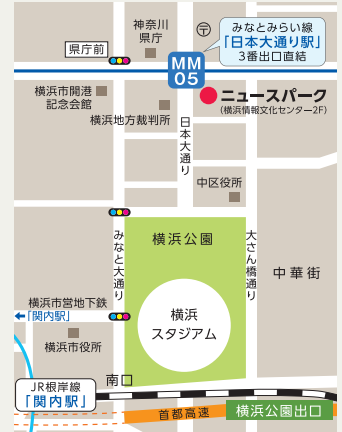 神奈川
県庁
〒
みなとみらい線
「日本大通り駅」
3番出口直結
県庁前
MM
05
横浜市開港
記念会館
ニュースパーク
(横浜情報文化センター2F)
横浜地方裁判所
日本大通り
中区役所
横浜公園
みなと大通り
大さん橋通り
中華街
横浜市営地下鉄
「関内駅」
横浜
スタジアム
横浜市役所
南口
JR根岸線
「関内駅」
首都高速
横浜公園出口